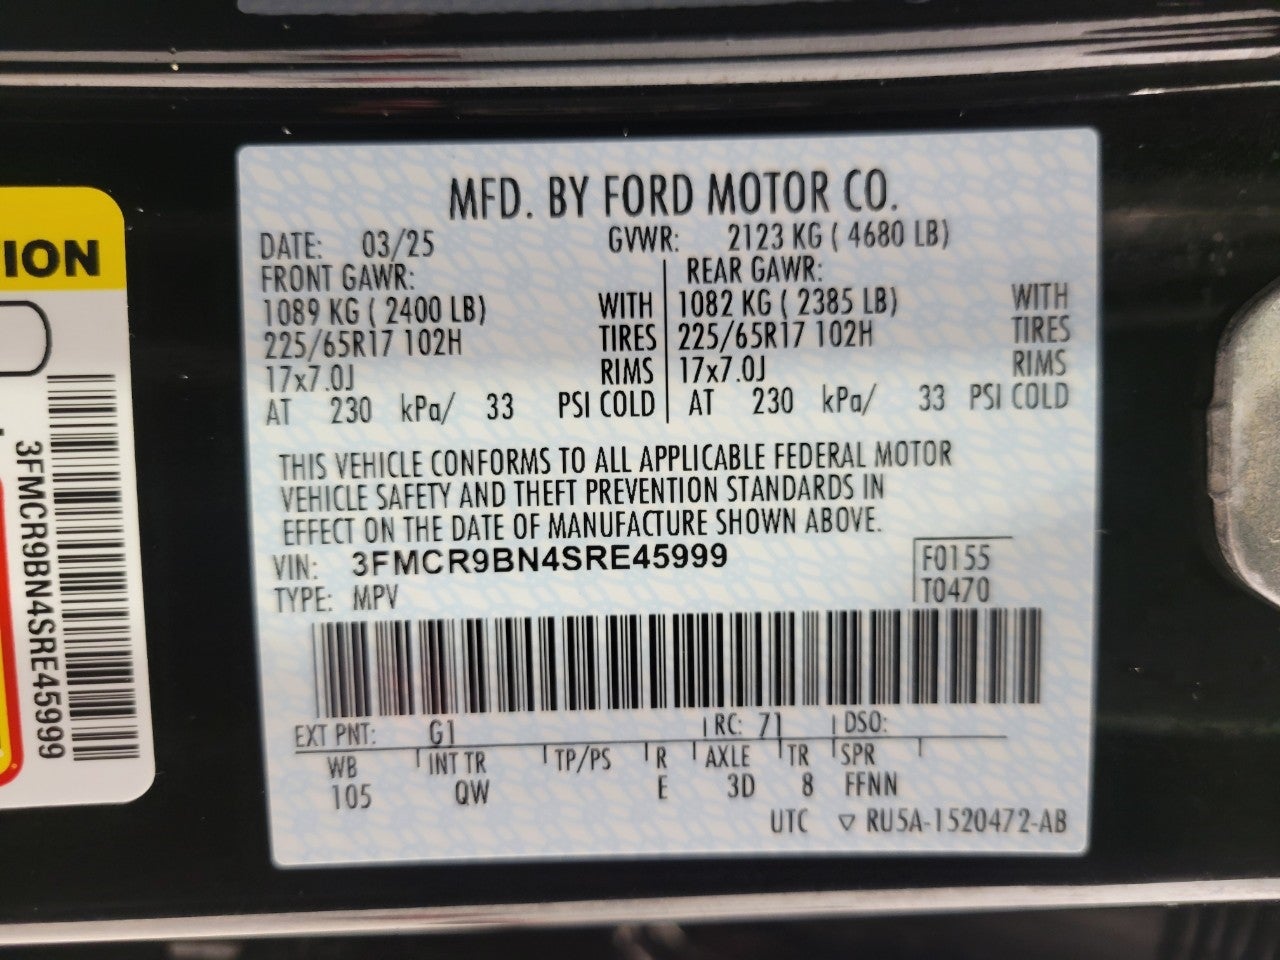 ION
3FMCR9BN4SRE45999
MFD. BY FORD MOTOR CO.
DATE: 03/25 GVWR: 2123 KG ( 4680 LB)
FRONT GAWR: REAR GAWR:
1089 KG ( 2400 LB) WITH 1082 KG ( 2385 LB) WITH
225/65R17 102H TIRES 225/65R17 102H TIRES
17x7.0J RIMS 17x7.0J RIMS
AT 230 kPa/ 33 PSI COLD AT 230 kPa/ 33 PSI COLD
THIS VEHICLE CONFORMS TO ALL APPLICABLE FEDERAL MOTOR
VEHICLE SAFETY AND THEFT PREVENTION STANDARDS IN
EFFECT ON THE DATE OF MANUFACTURE SHOWN ABOVE.
VIN: 3FMCR9BN4SRE45999 F0155
TYPE: MPV T0470
EXT PNT: G1 RC: 71 DSO:
WB INT TR TP/PS R AXLE TR SPR
105 QW E 3D 8 FFNN
UTC ▽ RU5A-1520472-AB